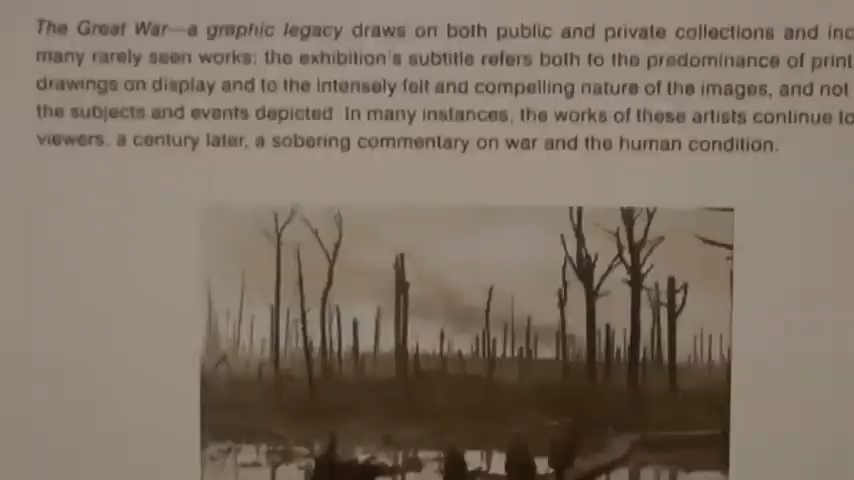 The Great War—a graphic legacy draws on both public and private collections and inc
many rarely seen works: the exhibition's subtitle refers both to the predominance of print
drawings on display and to the intensely felt and compelling nature of the images, and not
the subjects and events depicted. In many instances, the works of these artists continue to
viewers, a century later, a sobering commentary on war and the human condition.